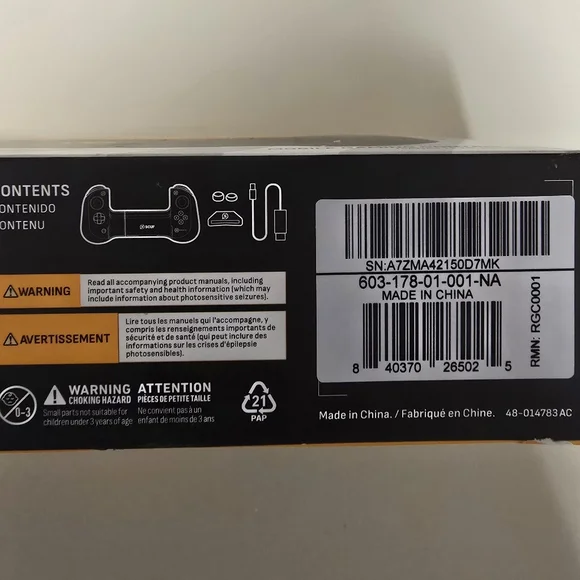 CONTENTS
CONTENIDO
CONTENU
SCUF
WARNING
Read all accompanying product manuals, including
important safety and health information (which may
include information about photosensitive seizures).
AVERTISSEMENT
Lire tous les manuels qui l'accompagne, y
compris les renseignements importants de
sécurité et de santé (qui peut inclure des
informations sur les crises d'épilepsie
photosensibles).
0-3
WARNING
CHOKING HAZARD
Small parts not suitable for
children under 3 years of age
ATTENTION
PIÈCES DE PETITE TAILLE
Ne convient pas à un
enfant de moins de 3 ans
21
PAP
SN:A7ZMA42150D7MK
603-178-01-001-NA
MADE IN CHINA
8 40370 26502 5
RMN: RGC0001
Made in China. / Fabriqué en Chine. 48-014783 AC